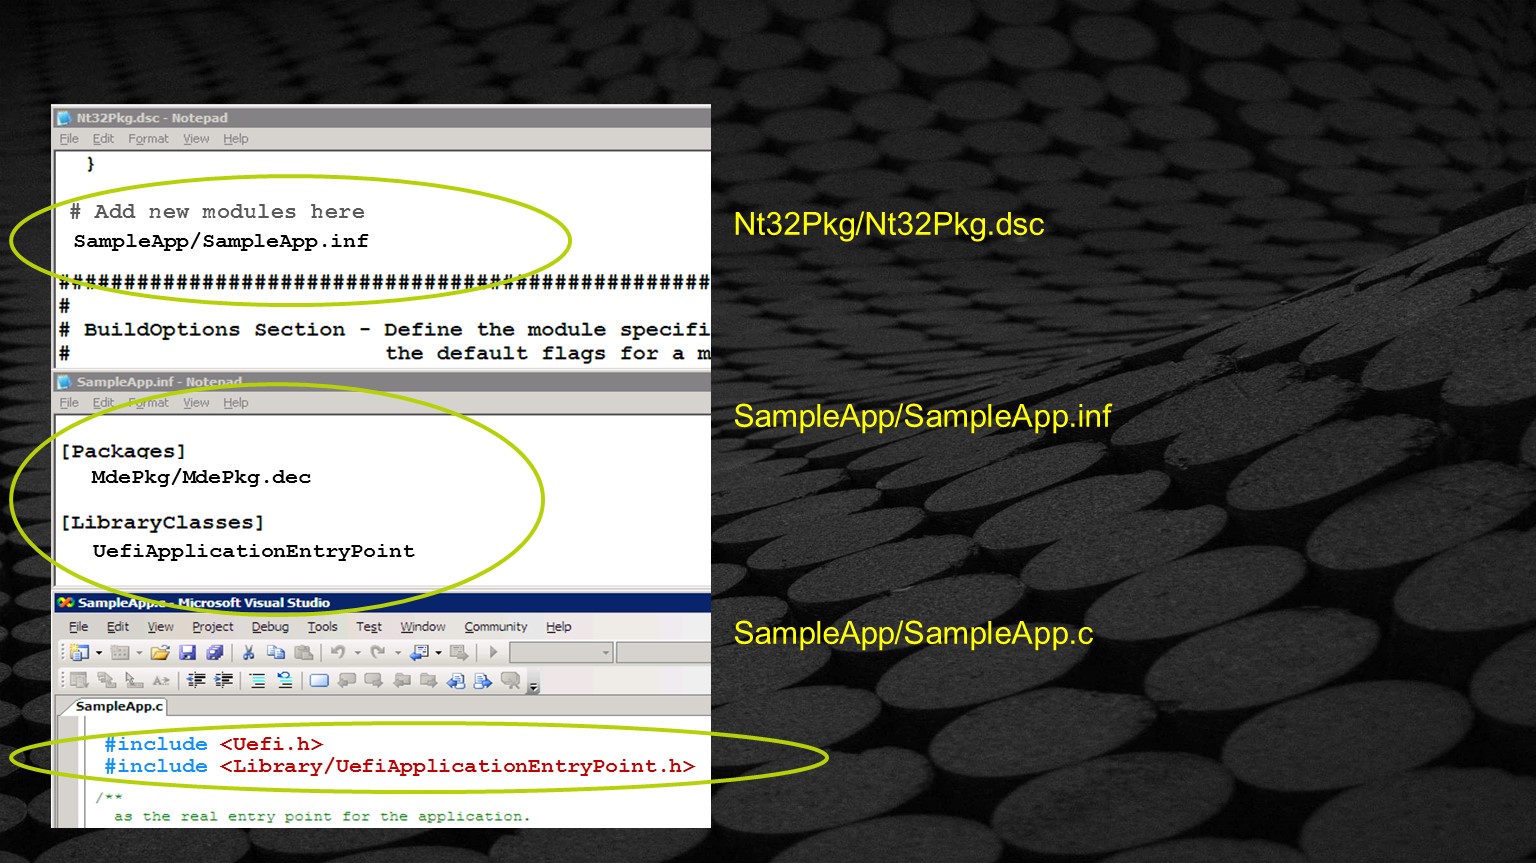 Nt32Pkg.dsc - Notepad
File Edit Format View Help
}
# Add new modules here
SampleApp/SampleApp.inf
Nt32Pkg/Nt32Pkg.dsc
######################################################
#
# BuildOptions Section - Define the module specifi
# the default flags for a m
SampleApp.inf - Notepad
File Edit Format View Help
SampleApp/SampleApp.inf
[Packages]
MdePkg/MdePkg.dec
[LibraryClasses]
UefiApplicationEntryPoint
SampleApp.c - Microsoft Visual Studio
File Edit View Project Debug Tools Test Window Community Help
SampleApp/SampleApp.c
SampleApp.c
#include <Uefi.h>
#include <Library/UefiApplicationEntryPoint.h>
/**
as the real entry point for the application.